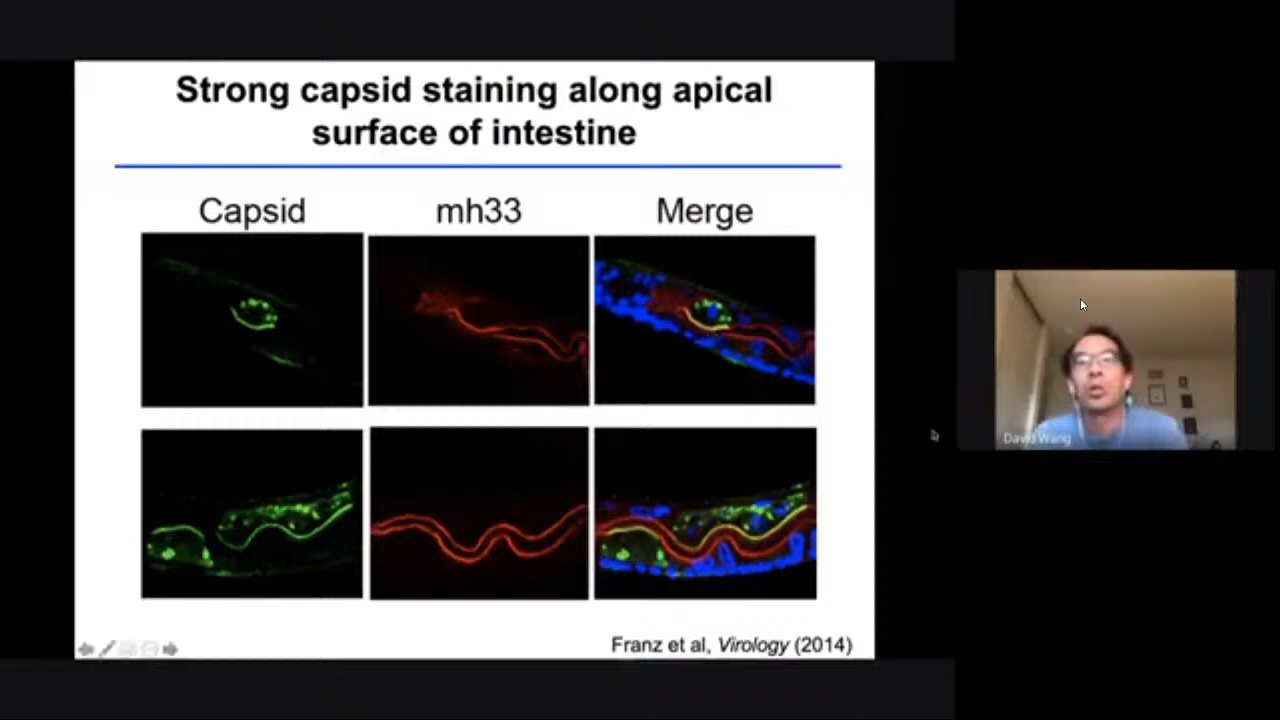 Strong capsid staining along apical
surface of intestine
Capsid
mh33
Merge
Franz et al, Virology (2014)
David Wang